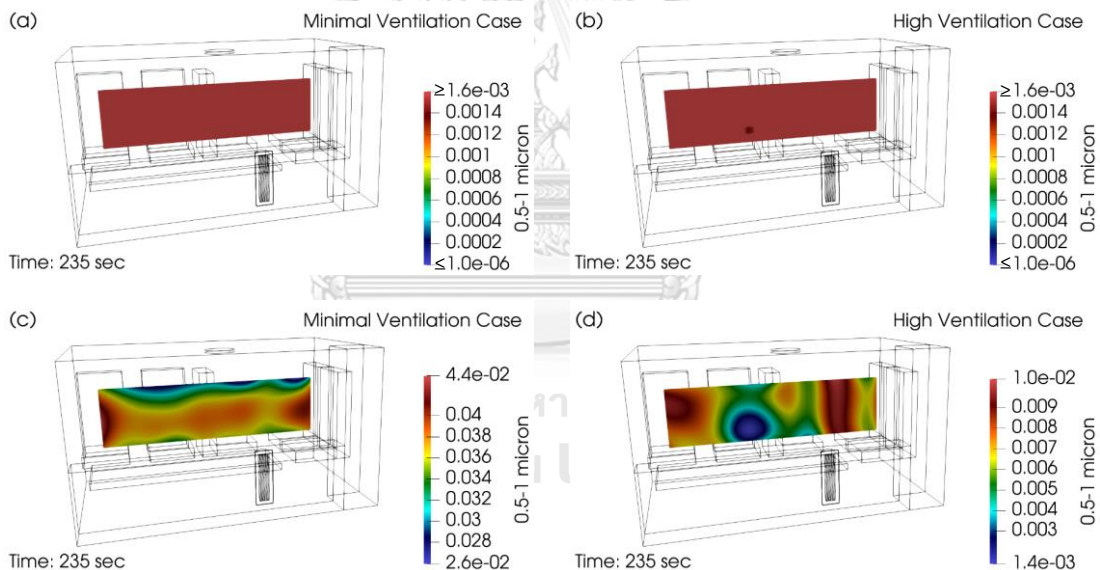 (a) Minimal Ventilation Case
≥1.6e-03
0.0014
0.0012
0.001
0.0008
0.0006
0.0004
0.0002
≤1.0e-06
0.5-1 micron
Time: 235 sec
(b) High Ventilation Case
≥1.6e-03
0.0014
0.0012
0.001
0.0008
0.0006
0.0004
0.0002
≤1.0e-06
0.5-1 micron
Time: 235 sec
(c) Minimal Ventilation Case
4.4e-02
0.04
0.038
0.036
0.034
0.032
0.03
0.028
2.6e-02
0.5-1 micron
Time: 235 sec
(d) High Ventilation Case
1.0e-02
0.009
0.008
0.007
0.006
0.005
0.004
0.003
1.4e-03
0.5-1 micron
Time: 235 sec